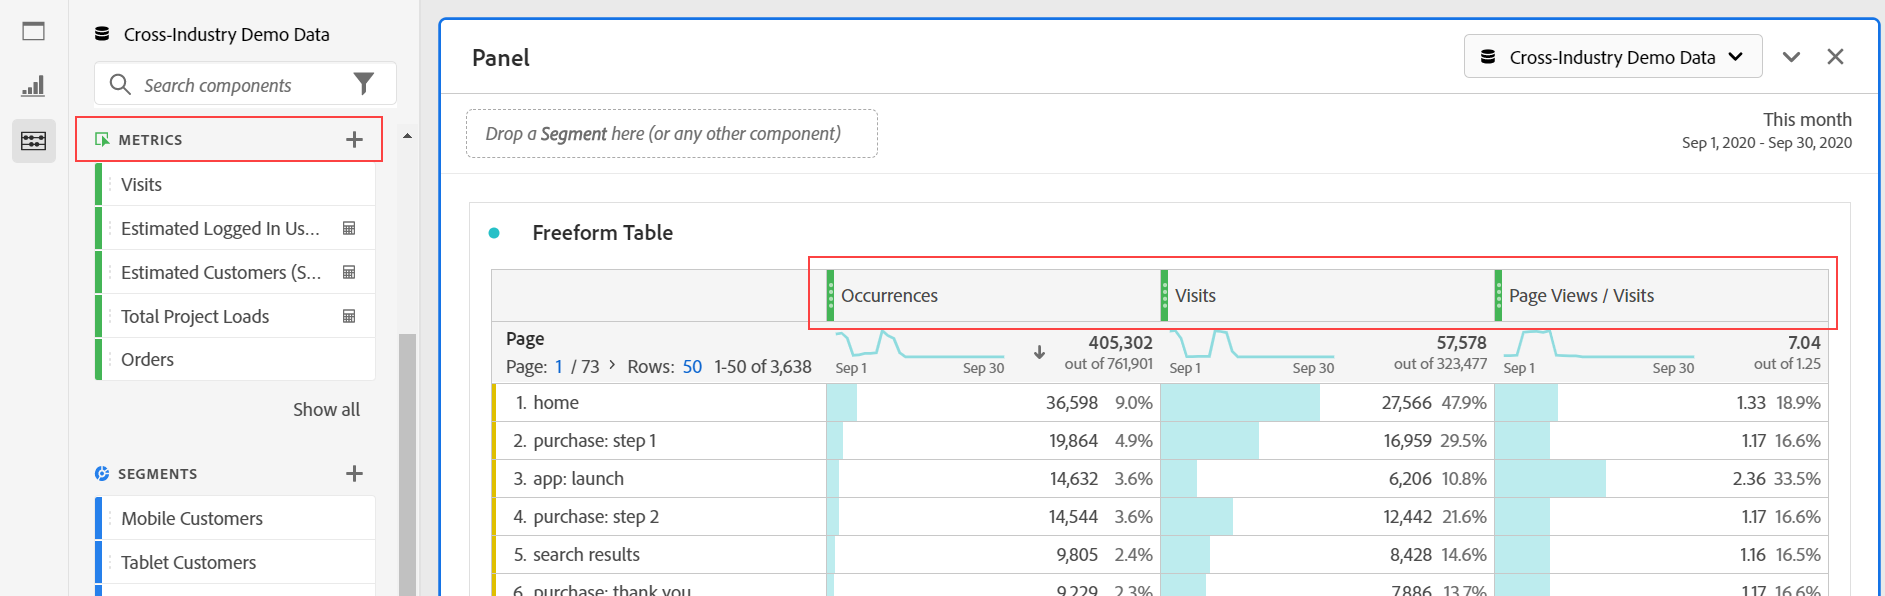 Cross-Industry Demo Data
Search components
METRICS
Visits
Estimated Logged In Us...
Estimated Customers (S...
Total Project Loads
Orders
Show all
SEGMENTS
Mobile Customers
Tablet Customers
Panel
Cross-Industry Demo Data
Drop a Segment here (or any other component)
This month
Sep 1, 2020 - Sep 30, 2020
Freeform Table
Occurrences Visits Page Views / Visits
Page
Page: 1 / 73 > Rows: 50 1-50 of 3,638
Sep 1 Sep 30 405,302 out of 761,901
Sep 1 Sep 30 57,578 out of 323,477
Sep 1 Sep 30 7.04 out of 1.25
1. home 36,598 9.0% 27,566 47.9% 1.33 18.9%
2. purchase: step 1 19,864 4.9% 16,959 29.5% 1.17 16.6%
3. app: launch 14,632 3.6% 6,206 10.8% 2.36 33.5%
4. purchase: step 2 14,544 3.6% 12,442 21.6% 1.17 16.6%
5. search results 9,805 2.4% 8,428 14.6% 1.16 16.5%
6. purchase: thank you 9,229 2.3% 7,886 13.7% 1.17 16.6%